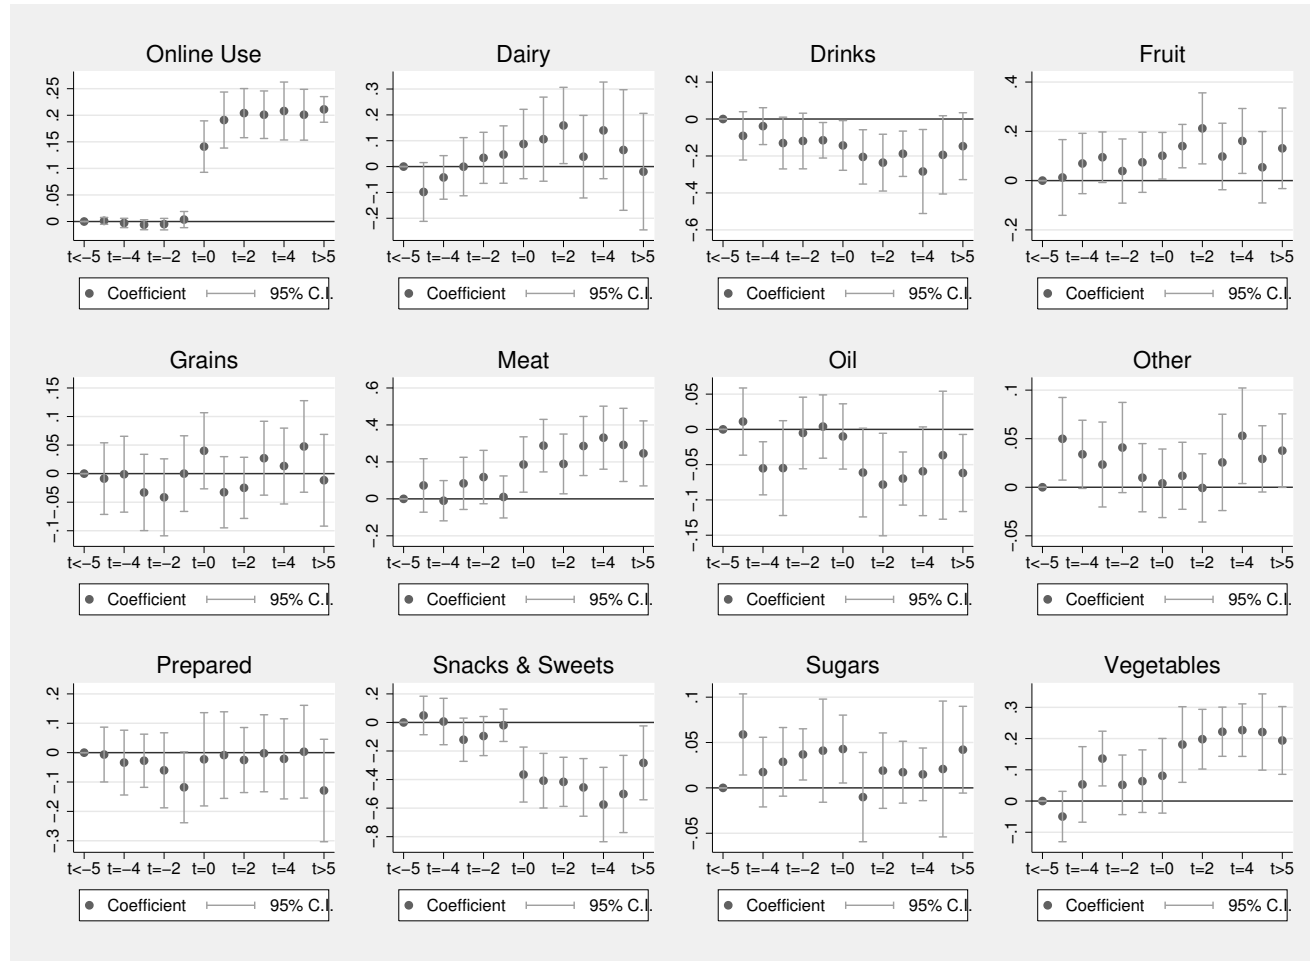 Online Use
Dairy
Drinks
Fruit
0 .05 .15 .2 .25
-.2 -.1 0 .1 .2 .3
-.6 -.4 -.2 0 .2
-.2 0 .2 .4
t<-5 t=-4 t=-2 t=0 t=2 t=4 t>5
t<-5 t=-4 t=-2 t=0 t=2 t=4 t>5
t<-5 t=-4 t=-2 t=0 t=2 t=4 t>5
t<-5 t=-4 t=-2 t=0 t=2 t=4 t>5
Coefficient 95% C.I.
Coefficient 95% C.I.
Coefficient 95% C.I.
Coefficient 95% C.I.
Grains
Meat
Oil
Other
-.1 -.05 0 .05 .1 .15
-.2 0 .2 .4 .6
-.15 -.1 -.05 0 .05
-.05 0 .05 .1
t<-5 t=-4 t=-2 t=0 t=2 t=4 t>5
t<-5 t=-4 t=-2 t=0 t=2 t=4 t>5
t<-5 t=-4 t=-2 t=0 t=2 t=4 t>5
t<-5 t=-4 t=-2 t=0 t=2 t=4 t>5
Coefficient 95% C.I.
Coefficient 95% C.I.
Coefficient 95% C.I.
Coefficient 95% C.I.
Prepared
Snacks & Sweets
Sugars
Vegetables
-.3 -.2 -.1 0 .1 .2
-.8 -.6 -.4 -.2 0 .2
-.05 0 .05 .1
-.1 0 .1 .2 .3
t<-5 t=-4 t=-2 t=0 t=2 t=4 t>5
t<-5 t=-4 t=-2 t=0 t=2 t=4 t>5
t<-5 t=-4 t=-2 t=0 t=2 t=4 t>5
t<-5 t=-4 t=-2 t=0 t=2 t=4 t>5
Coefficient 95% C.I.
Coefficient 95% C.I.
Coefficient 95% C.I.
Coefficient 95% C.I.